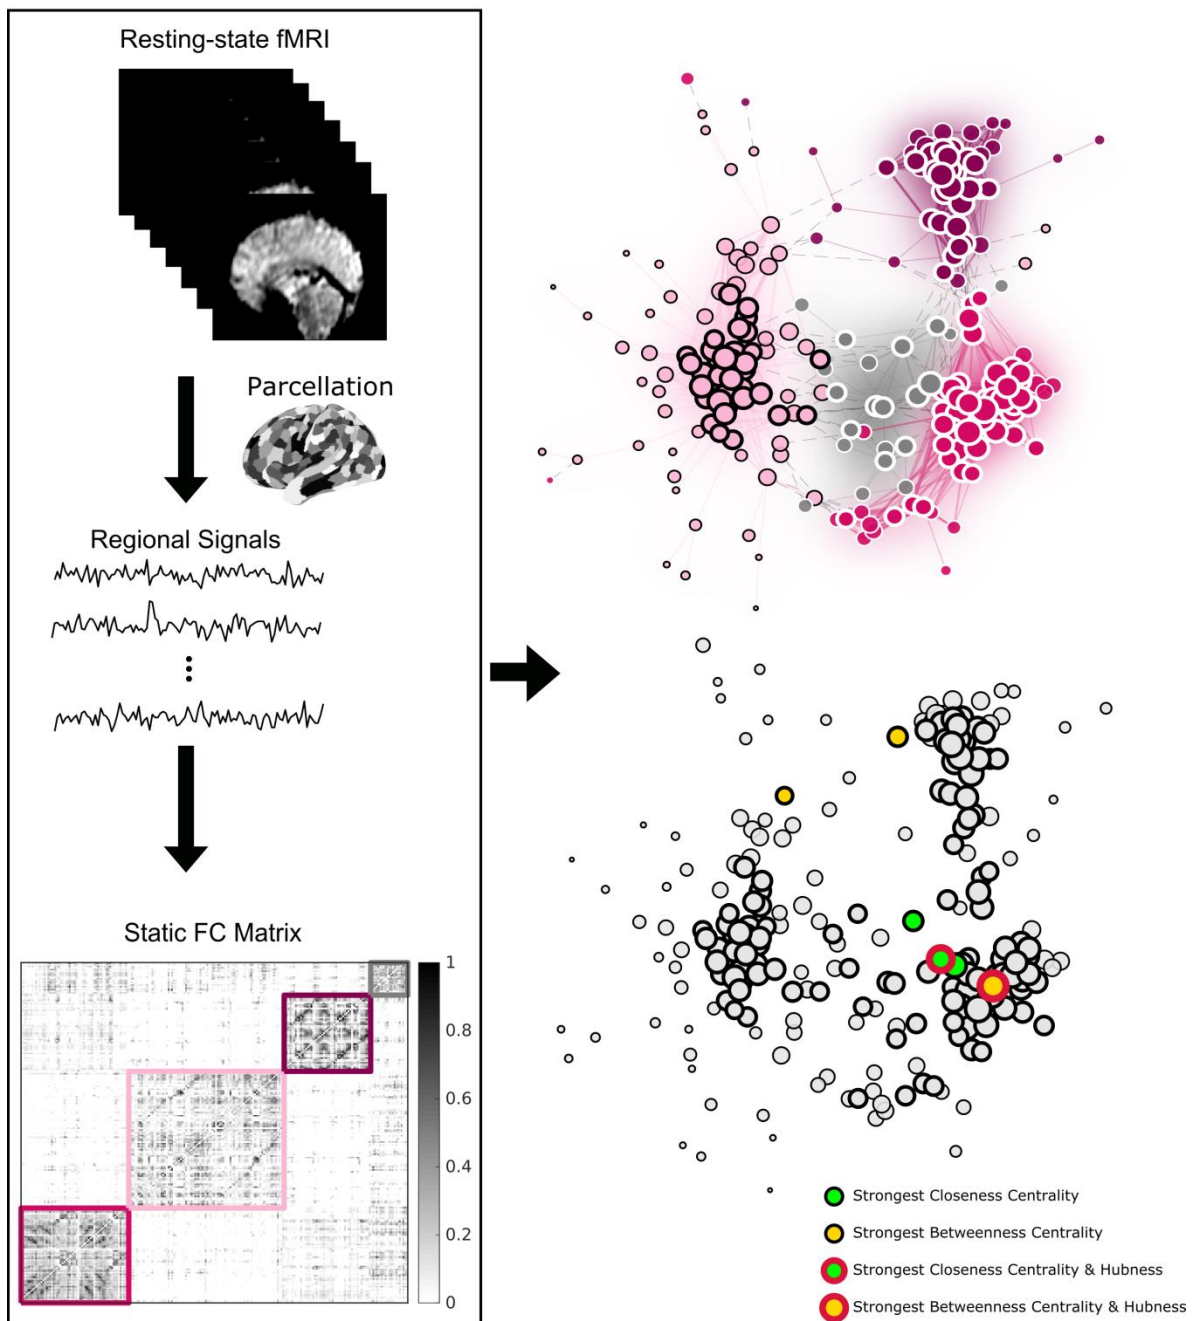 Resting-state fMRI
Parcellation
Regional Signals
Static FC Matrix
1
0.8
0.6
0.4
0.2
0
Strongest Closeness Centrality
Strongest Betweenness Centrality
Strongest Closeness Centrality & Hubness
Strongest Betweenness Centrality & Hubness